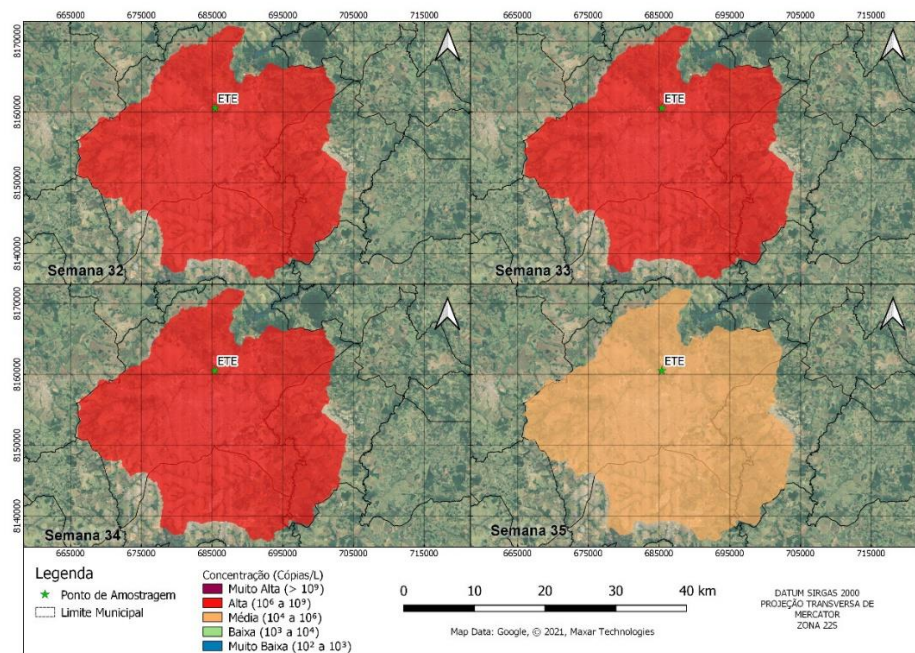 665000 675000 685000 695000 705000 715000 665000 675000 685000 695000 705000 715000
8170000
8160000
8150000
8140000
ETE
ETE
Semana 32
Semana 33
8170000
8160000
8150000
8140000
ETE
ETE
Semana 34
Semana 35
665000 675000 685000 695000 705000 715000 665000 675000 685000 695000 705000 715000
Legenda
Ponto de Amostragem
Limite Municipal
Concentração (Cópias/L)
Muito Alta (> 10⁹)
Alta (10⁶ a 10⁹)
Média (10⁴ a 10⁶)
Baixa (10³ a 10⁴)
Muito Baixa (10² a 10³)
0 10 20 30 40 km
Map Data: Google, © 2021, Maxar Technologies
DATUM SIRGAS 2000
PROJEÇÃO TRANSVERSA DE
MERCATOR
ZONA 22S